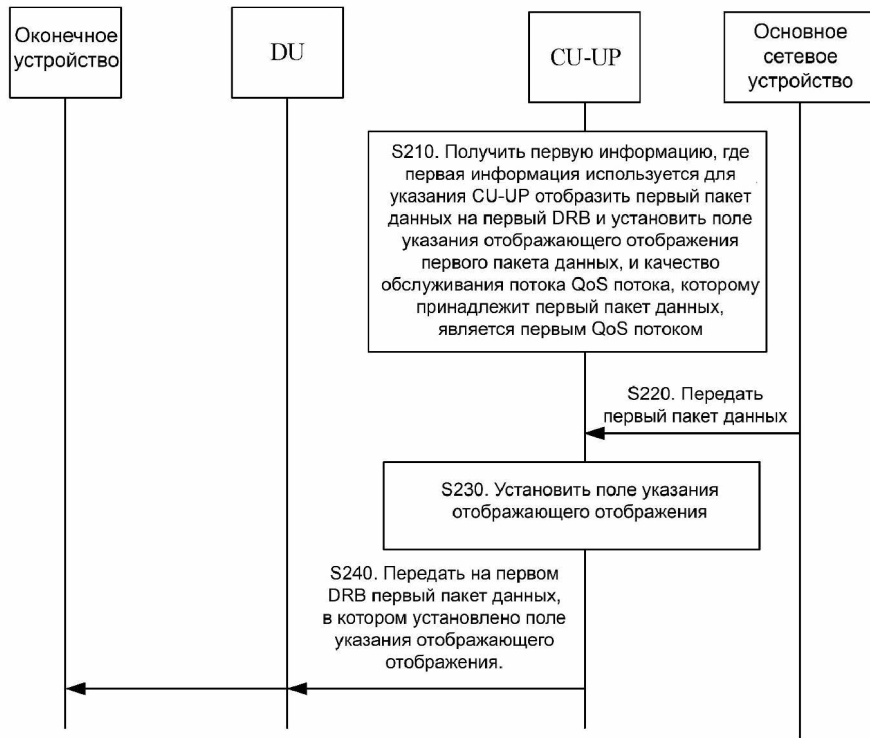 Оконечное
устройство
DU
CU-UP
Основное
сетевое
устройство
S210. Получить первую информацию, где
первая информация используется для
указания CU-UP отобразить первый пакет
данных на первый DRB и установить поле
указания отображающего отображения
первого пакета данных, и качество
обслуживания потока QoS потока, которому
принадлежит первый пакет данных,
является первым QoS потоком
S220. Передать
первый пакет данных
S230. Установить поле указания
отображающего отображения
S240. Передать на первом
DRB первый пакет данных,
в котором установлено поле
указания отображающего
отображения.